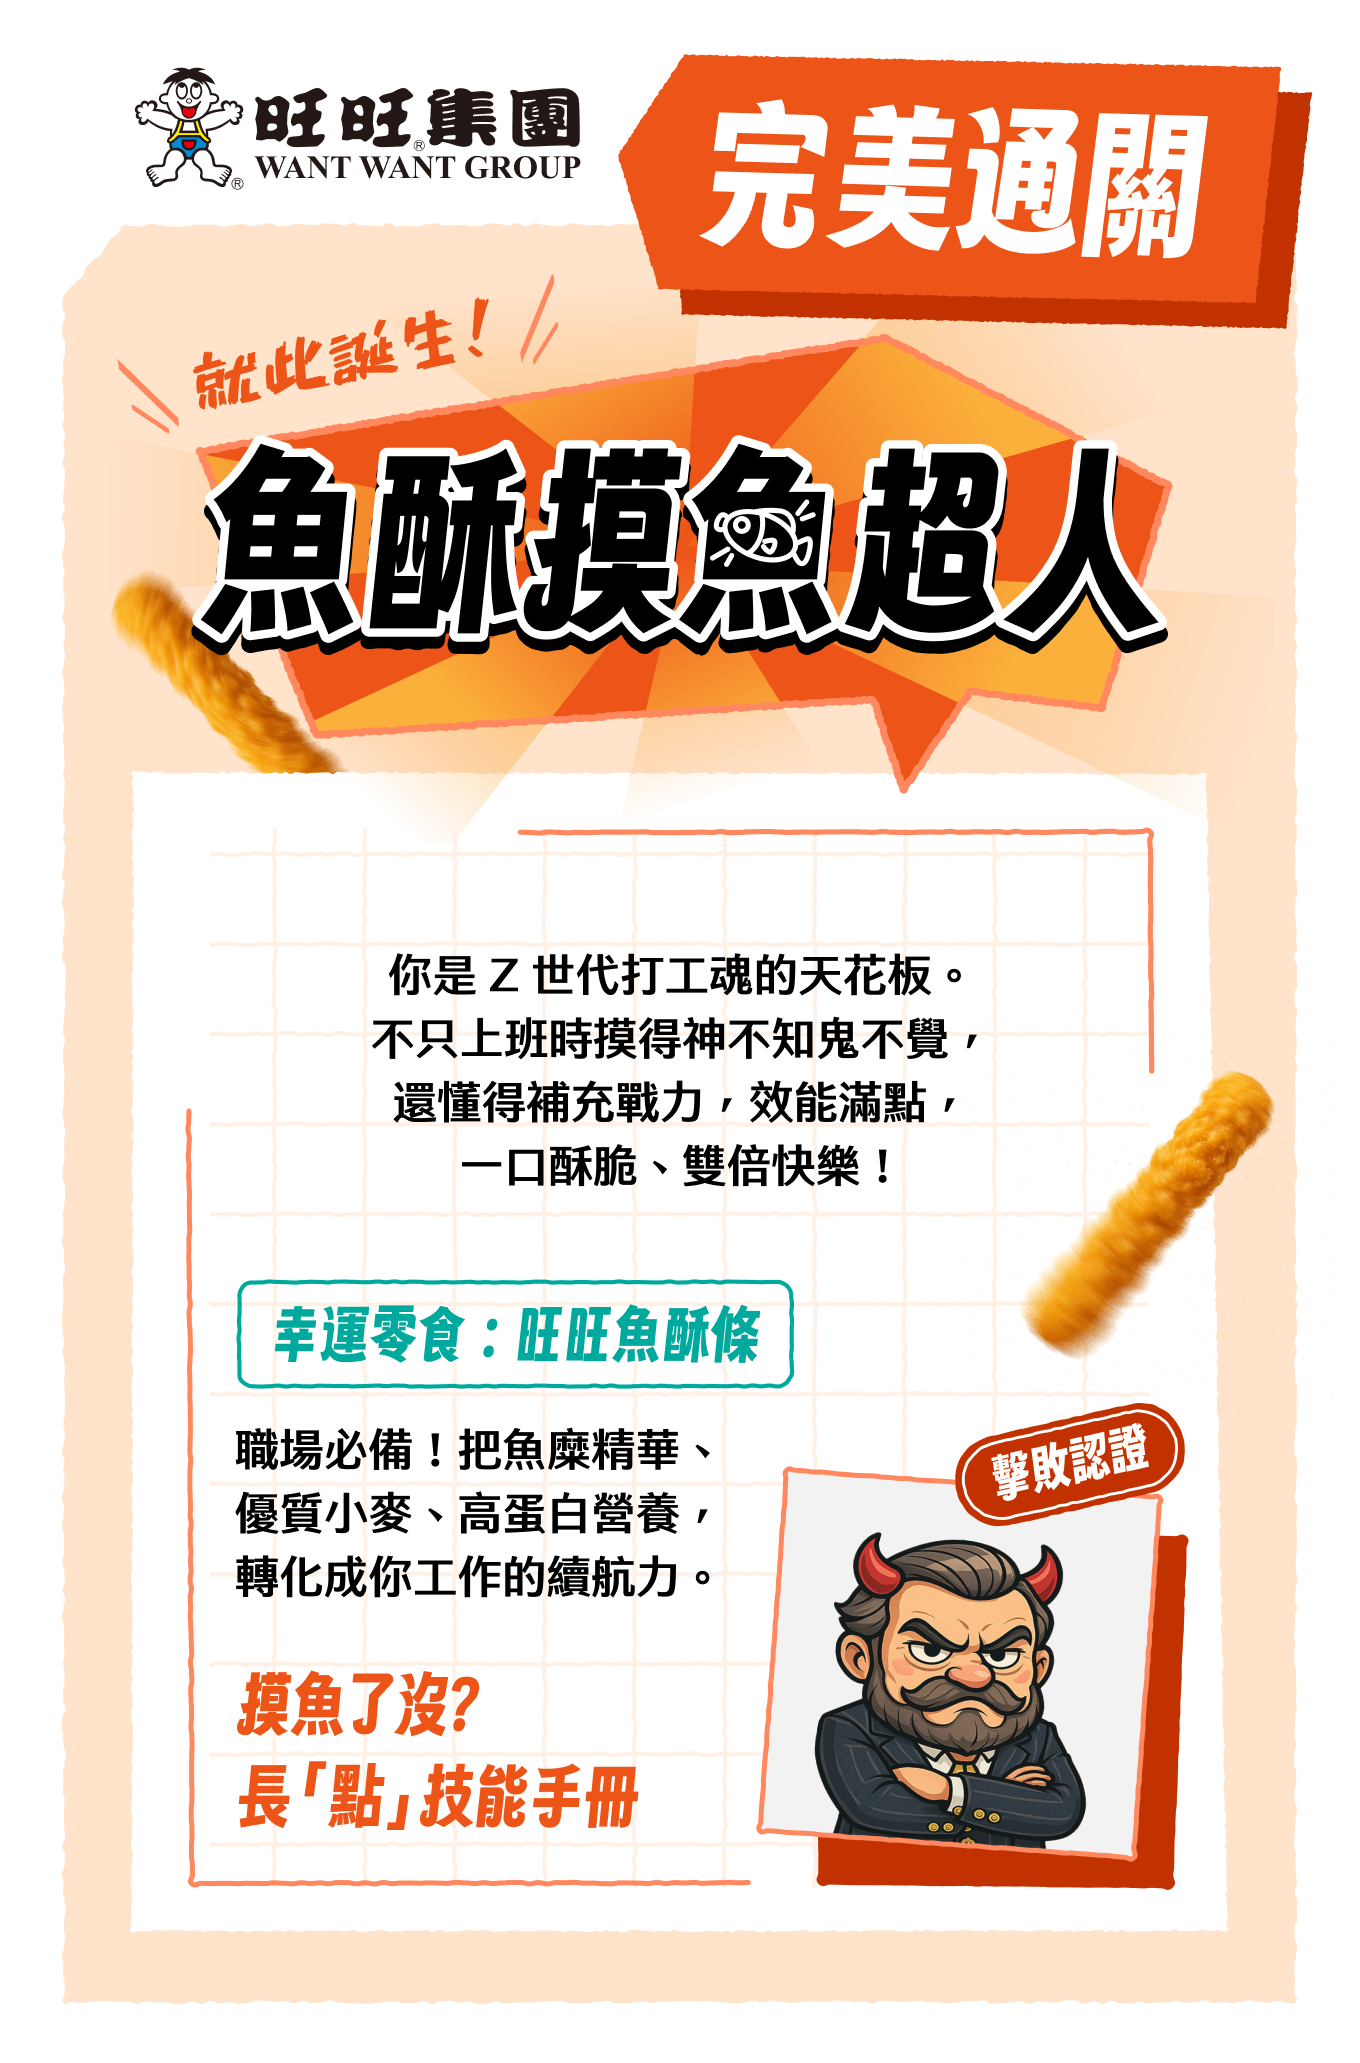 旺旺集團
WANT WANT GROUP
完美通關
就此誕生!
魚酥摸魚超人
你是 Z 世代打工魂的天花板。
不只上班時摸得神不知鬼不覺，
還懂得補充戰力，效能滿點，
一口酥脆、雙倍快樂！
幸運零食：旺旺魚酥條
職場必備！把魚糜精華、
優質小麥、高蛋白營養，
轉化成你工作的續航力。
擊敗認證
摸魚了沒?
長「點」技能手冊